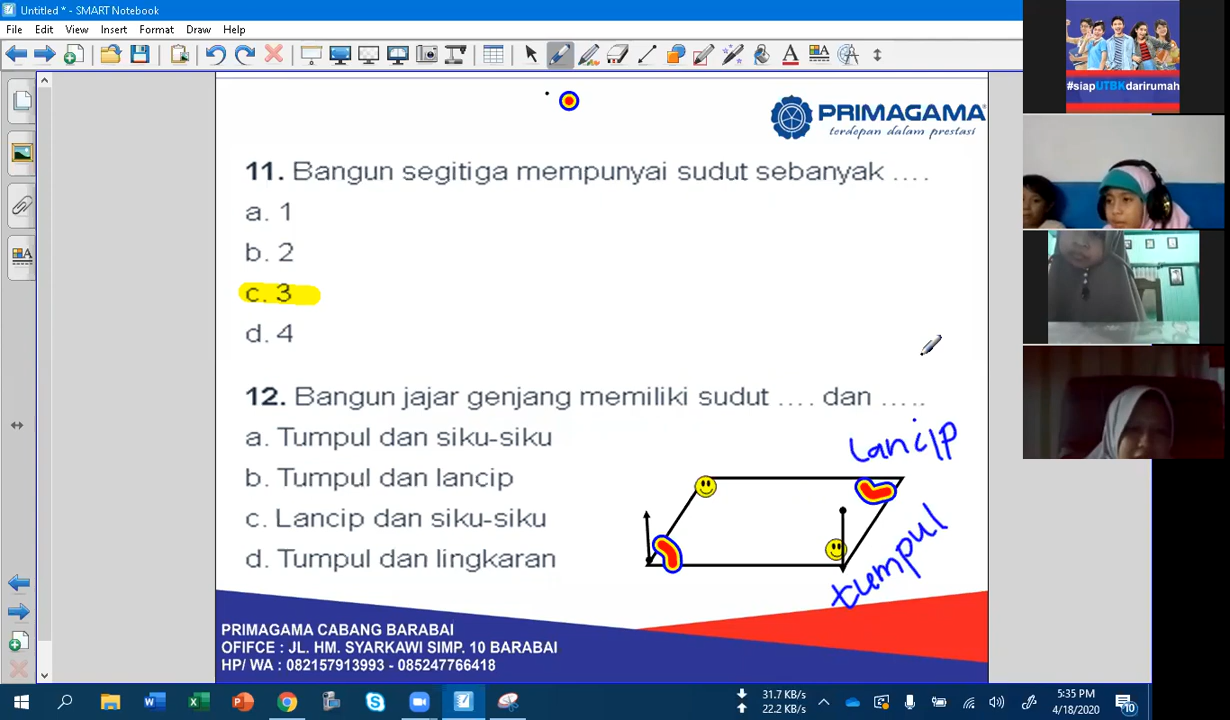 Untitled * - SMART Notebook
File Edit View Insert Format Draw Help
#siapUTBKdarirumah
PRIMAGAMA
terdepan dalam prestasi
11. Bangun segitiga mempunyai sudut sebanyak ....
a. 1
b. 2
c. 3
d. 4
12. Bangun jajar genjang memiliki sudut .... dan .....
a. Tumpul dan siku-siku
b. Tumpul dan lancip
c. Lancip dan siku-siku
d. Tumpul dan lingkaran
lancip
tumpul
PRIMAGAMA CABANG BARABAI
OFIFCE : JL. HM. SYARKAWI SIMP. 10 BARABAI
HP/ WA : 082157913993 - 085247766418
31.7 KB/s
22.2 KB/s
5:35 PM
4/18/2020
10